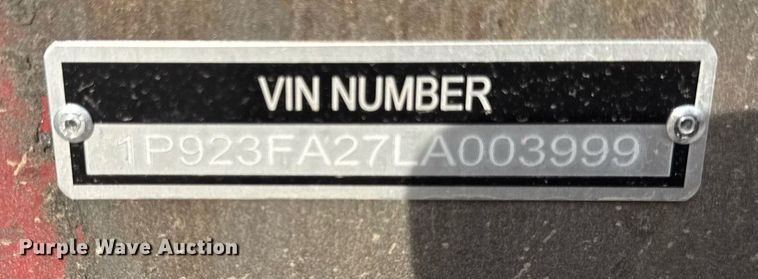 VIN NUMBER
1P923FA27LA003999
Purple Wave Auction